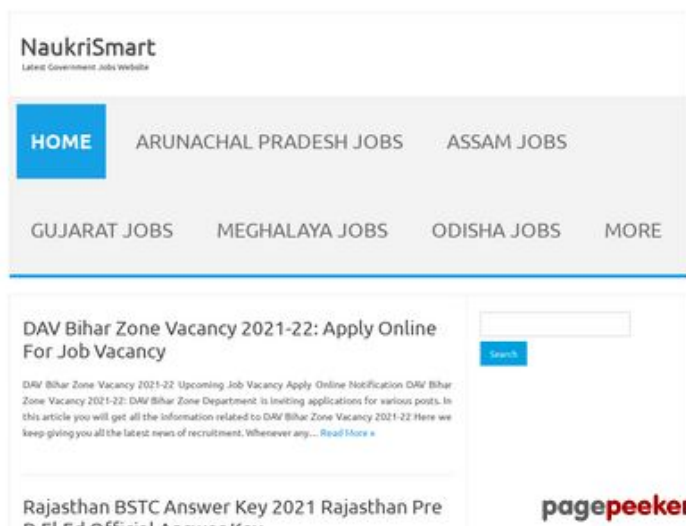 NaukriSmart
Latest Government Jobs Website
HOME
ARUNACHAL PRADESH JOBS
ASSAM JOBS
GUJARAT JOBS
MEGHALAYA JOBS
ODISHA JOBS
MORE
DAV Bihar Zone Vacancy 2021-22: Apply Online
For Job Vacancy
DAV Bihar Zone Vacancy 2021-22 Upcoming Job Vacancy Apply Online Notification DAV Bihar
Zone Vacancy 2021-22: DAV Bihar Zone Department is inviting applications for various posts. In
this article you will get all the information related to DAV Bihar Zone Vacancy 2021-22 Here we
keep giving you all the latest news of recruitment. Whenever any... Read More »
Search
Rajasthan BSTC Answer Key 2021 Rajasthan Pre
D.El.Ed Official Answer Key
pagepeeker